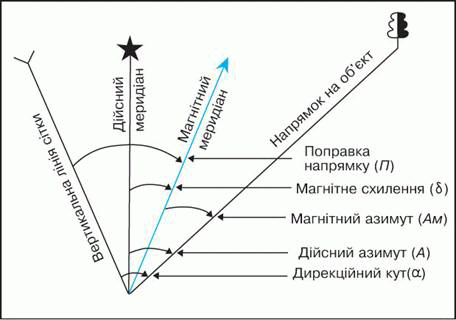 Вертикальна лінія сітки
Дійсний
меридіан
Магнітний
меридіан
Напрямок на об'єкт
Поправка
напрямку (П)
Магнітне схилення (δ)
Магнітний азимут (Aм)
Дійсний азимут (A)
Дирекційний кут(α)